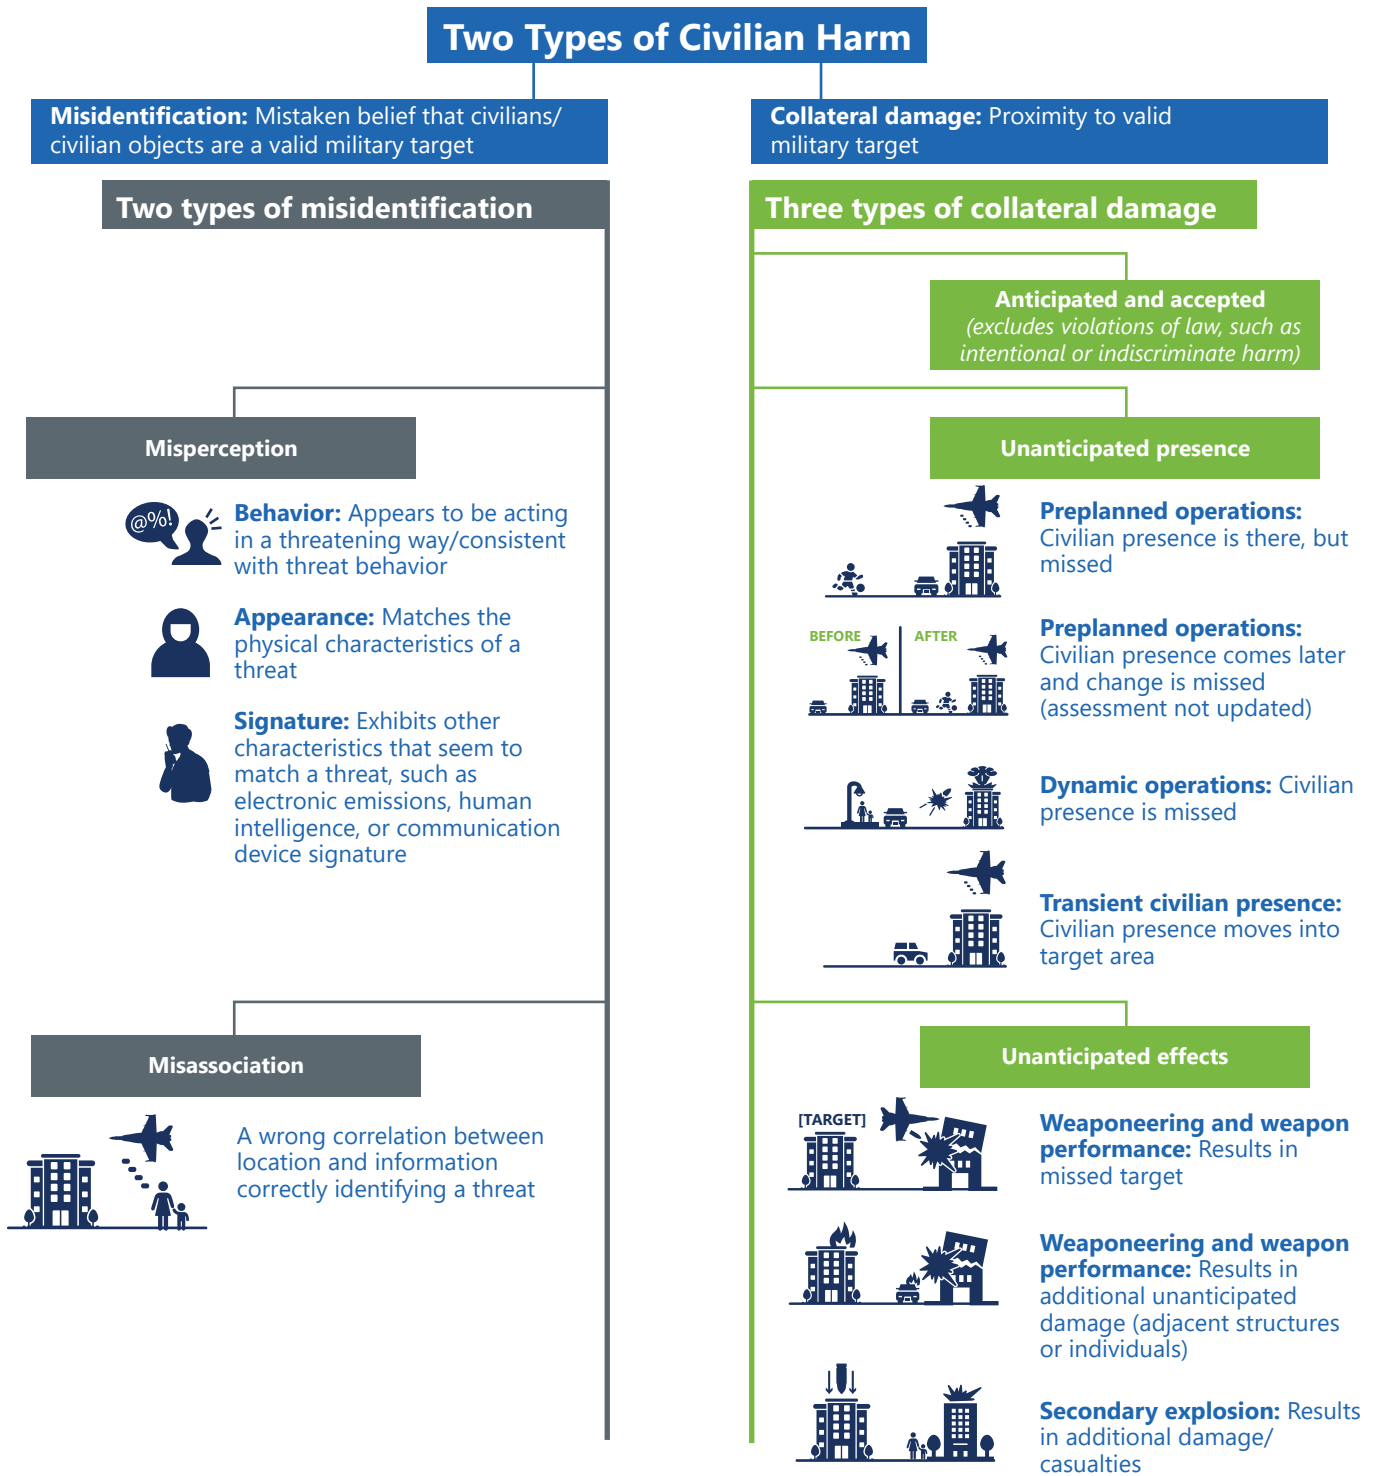 Two Types of Civilian Harm
Misidentification: Mistaken belief that civilians/
civilian objects are a valid military target
Two types of misidentification
Misperception
@%!
Behavior: Appears to be acting
in a threatening way/consistent
with threat behavior
Appearance: Matches the
physical characteristics of a
threat
Signature: Exhibits other
characteristics that seem to
match a threat, such as
electronic emissions, human
intelligence, or communication
device signature
Misassociation
A wrong correlation between
location and information
correctly identifying a threat
Collateral damage: Proximity to valid
military target
Three types of collateral damage
Anticipated and accepted
(excludes violations of law, such as
intentional or indiscriminate harm)
Unanticipated presence
Preplanned operations:
Civilian presence is there, but
missed
BEFORE
AFTER
Preplanned operations:
Civilian presence comes later
and change is missed
(assessment not updated)
Dynamic operations: Civilian
presence is missed
Transient civilian presence:
Civilian presence moves into
target area
Unanticipated effects
[TARGET]
Weaponeering and weapon
performance: Results in
missed target
Weaponeering and weapon
performance: Results in
additional unanticipated
damage (adjacent structures
or individuals)
Secondary explosion: Results
in additional damage/
casualties